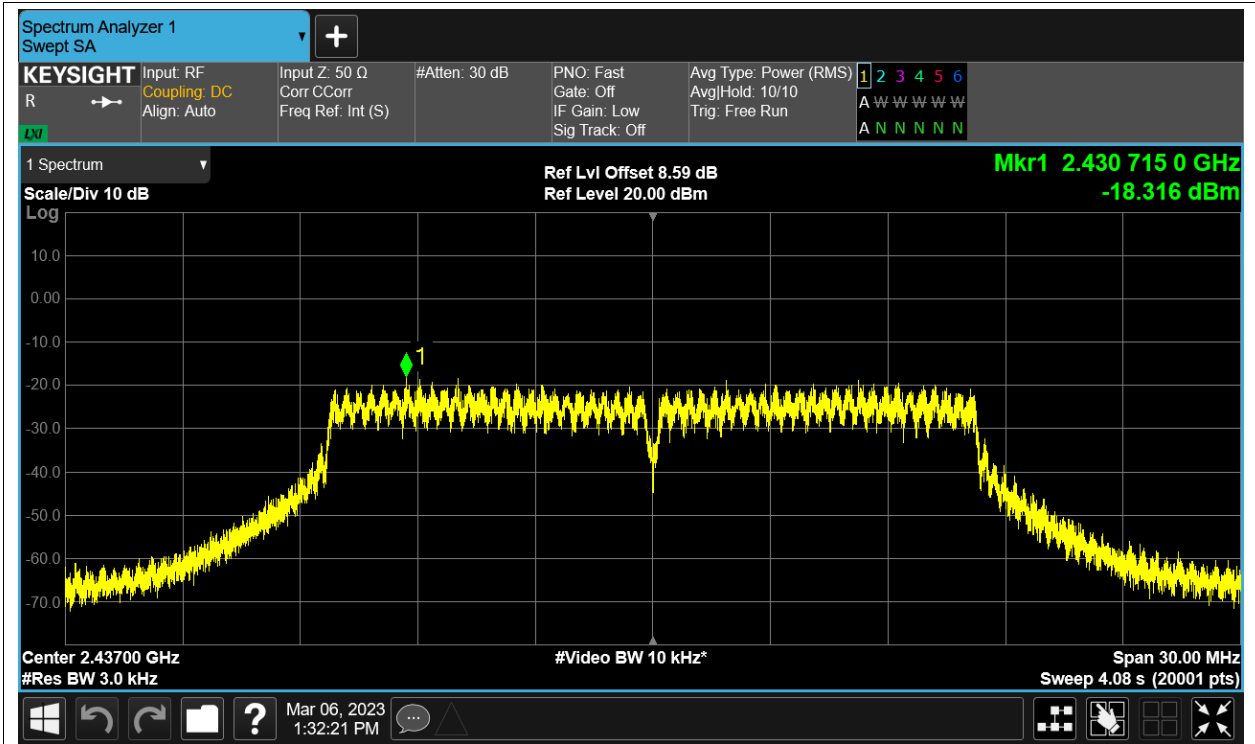 Spectrum Analyzer 1
Swept SA
+
KEYSIGHT
R
LXI
Input: RF
Coupling: DC
Align: Auto
Input Z: 50 Ω
Corr CCorr
Freq Ref: Int (S)
#Atten: 30 dB
PNO: Fast
Gate: Off
IF Gain: Low
Sig Track: Off
Avg Type: Power (RMS)
Avg|Hold: 10/10
Trig: Free Run
1 2 3 4 5 6
A W W W W W
A N N N N N
1 Spectrum
Scale/Div 10 dB
Log
Ref Lvl Offset 8.59 dB
Ref Level 20.00 dBm
Mkr1 2.430 715 0 GHz
-18.316 dBm
10.0
0.00
-10.0
-20.0
-30.0
-40.0
-50.0
-60.0
-70.0
1
Center 2.43700 GHz
#Res BW 3.0 kHz
#Video BW 10 kHz*
Span 30.00 MHz
Sweep 4.08 s (20001 pts)
?
Mar 06, 2023
1:32:21 PM